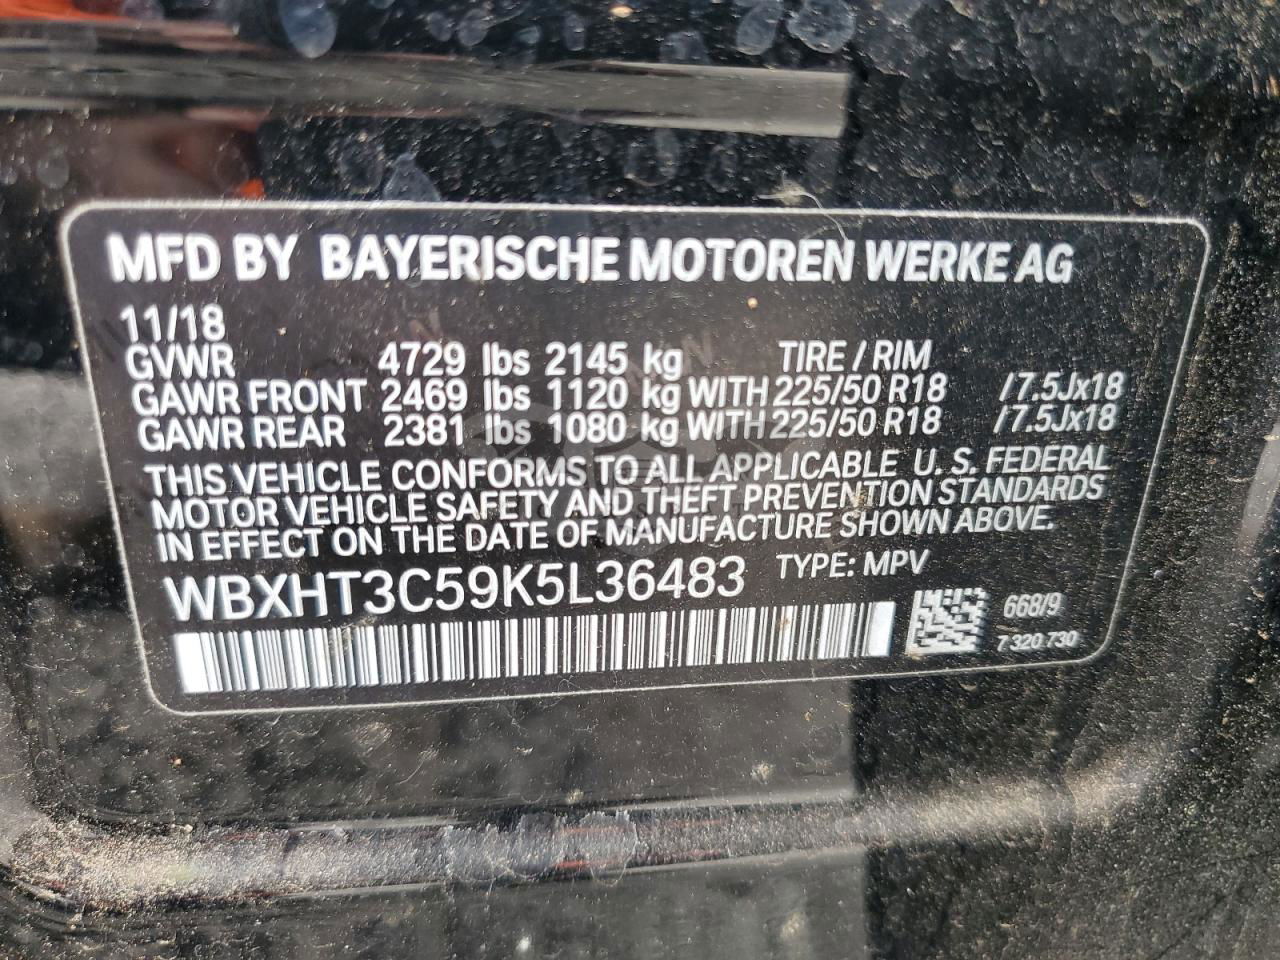 MFD BY BAYERISCHE MOTOREN WERKE AG
11/18
GVWR 4729 lbs 2145 kg TIRE / RIM
GAWR FRONT 2469 lbs 1120 kg WITH 225/50 R18 /7.5Jx18
GAWR REAR 2381 lbs 1080 kg WITH 225/50 R18 /7.5Jx18
THIS VEHICLE CONFORMS TO ALL APPLICABLE U. S. FEDERAL
MOTOR VEHICLE SAFETY AND THEFT PREVENTION STANDARDS
IN EFFECT ON THE DATE OF MANUFACTURE SHOWN ABOVE.
WBXHT3C59K5L36483 TYPE: MPV
668/9
7 320 730